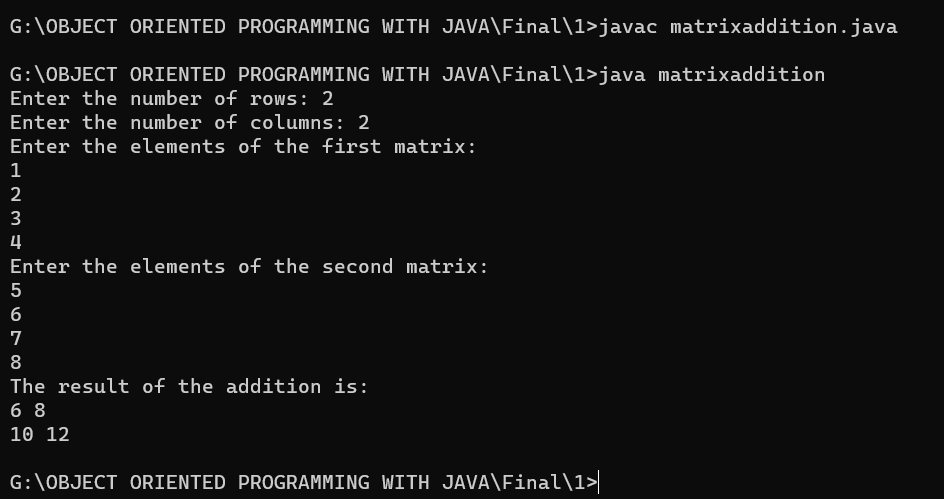 G:\OBJECT ORIENTED PROGRAMMING WITH JAVA\Final\1>javac matrixaddition.java
G:\OBJECT ORIENTED PROGRAMMING WITH JAVA\Final\1>java matrixaddition
Enter the number of rows: 2
Enter the number of columns: 2
Enter the elements of the first matrix:
1
2
3
4
Enter the elements of the second matrix:
5
6
7
8
The result of the addition is:
6 8
10 12
G:\OBJECT ORIENTED PROGRAMMING WITH JAVA\Final\1>